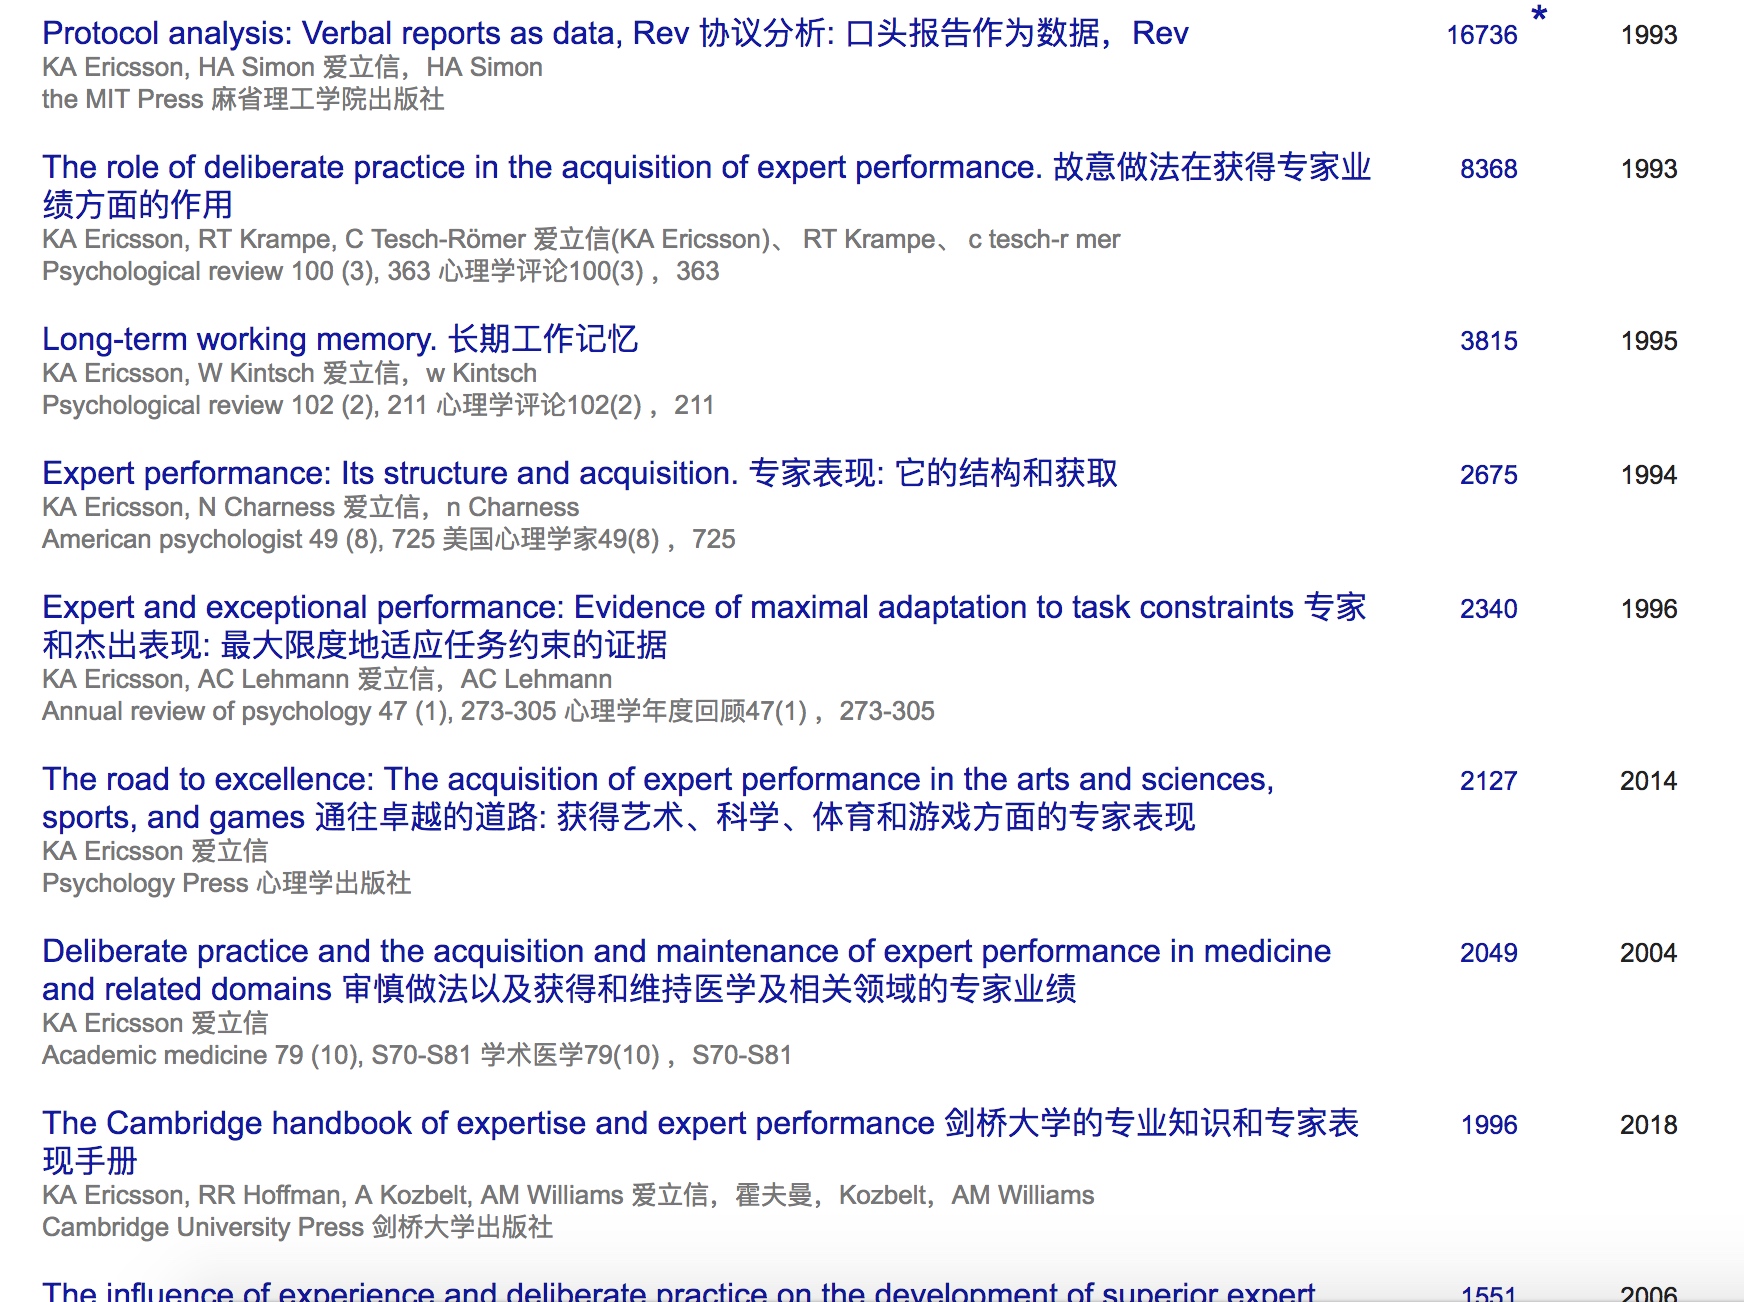 Protocol analysis: Verbal reports as data, Rev 协议分析: 口头报告作为数据，Rev 16736 * 1993
KA Ericsson, HA Simon 爱立信，HA Simon
the MIT Press 麻省理工学院出版社
The role of deliberate practice in the acquisition of expert performance. 故意做法在获得专家业 8368 1993
绩方面的作用
KA Ericsson, RT Krampe, C Tesch-Römer 爱立信(KA Ericsson)、 RT Krampe、 c tesch-r mer
Psychological review 100 (3), 363 心理学评论100(3) ，363
Long-term working memory. 长期工作记忆 3815 1995
KA Ericsson, W Kintsch 爱立信，w Kintsch
Psychological review 102 (2), 211 心理学评论102(2) ，211
Expert performance: Its structure and acquisition. 专家表现: 它的结构和获取 2675 1994
KA Ericsson, N Charness 爱立信，n Charness
American psychologist 49 (8), 725 美国心理学家49(8) ，725
Expert and exceptional performance: Evidence of maximal adaptation to task constraints 专家 2340 1996
和杰出表现: 最大限度地适应任务约束的证据
KA Ericsson, AC Lehmann 爱立信，AC Lehmann
Annual review of psychology 47 (1), 273-305 心理学年度回顾47(1) ，273-305
The road to excellence: The acquisition of expert performance in the arts and sciences, 2127 2014
sports, and games 通往卓越的道路: 获得艺术、科学、体育和游戏方面的专家表现
KA Ericsson 爱立信
Psychology Press 心理学出版社
Deliberate practice and the acquisition and maintenance of expert performance in medicine 2049 2004
and related domains 审慎做法以及获得和维持医学及相关领域的专家业绩
KA Ericsson 爱立信
Academic medicine 79 (10), S70-S81 学术医学79(10) ，S70-S81
The Cambridge handbook of expertise and expert performance 剑桥大学的专业知识和专家表 1996 2018
现手册
KA Ericsson, RR Hoffman, A Kozbelt, AM Williams 爱立信，霍夫曼，Kozbelt，AM Williams
Cambridge University Press 剑桥大学出版社
The influence of experience and deliberate practice on the development of superior expert 1551 2006